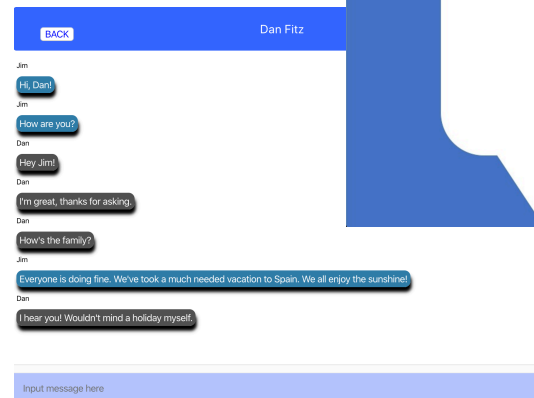 BACK
Dan Fitz
Jim
Hi, Dan!
Jim
How are you?
Dan
Hey Jim!
Dan
I'm great, thanks for asking.
Dan
How's the family?
Jim
Everyone is doing fine. We've took a much needed vacation to Spain. We all enjoy the sunshine!
Dan
I hear you! Wouldn't mind a holiday myself.
Input message here